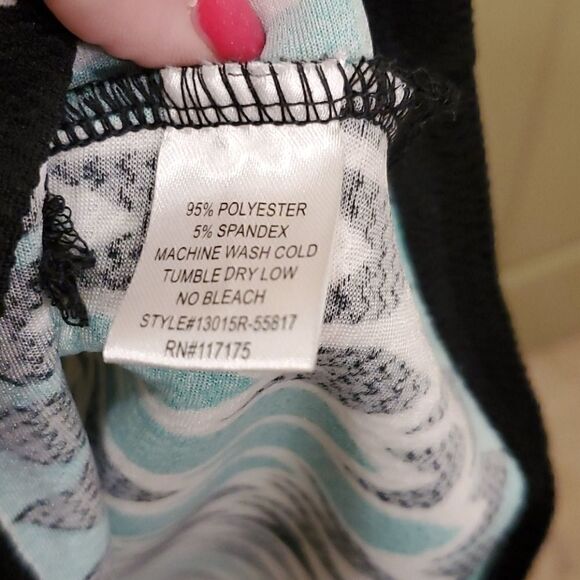 95% POLYESTER
5% SPANDEX
MACHINE WASH COLD
TUMBLE DRY LOW
NO BLEACH
STYLE#13015R-55817
RN#117175